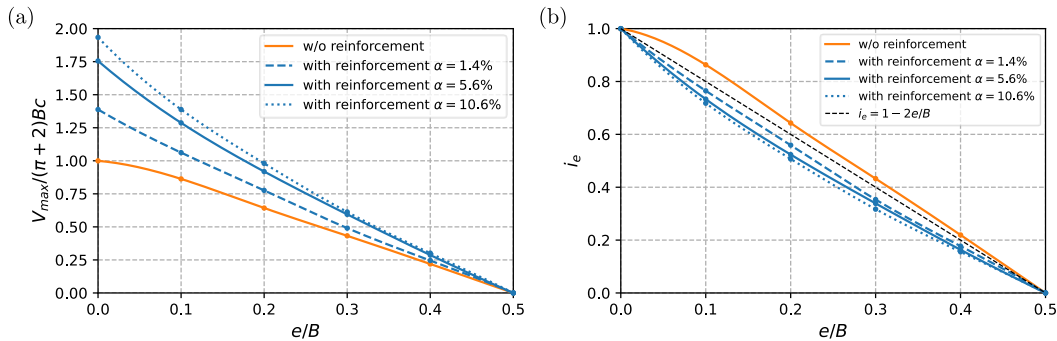 (a)
2.00
1.75
1.50
1.25
1.00
0.75
0.50
0.25
0.00
V_max/(π + 2)Bc
w/o reinforcement
with reinforcement α = 1.4%
with reinforcement α = 5.6%
with reinforcement α = 10.6%
0.0 0.1 0.2 0.3 0.4 0.5
e/B
(b)
1.0
0.8
0.6
0.4
0.2
0.0
i_e
w/o reinforcement
with reinforcement α = 1.4%
with reinforcement α = 5.6%
with reinforcement α = 10.6%
i_e = 1 − 2e/B
0.0 0.1 0.2 0.3 0.4 0.5
e/B